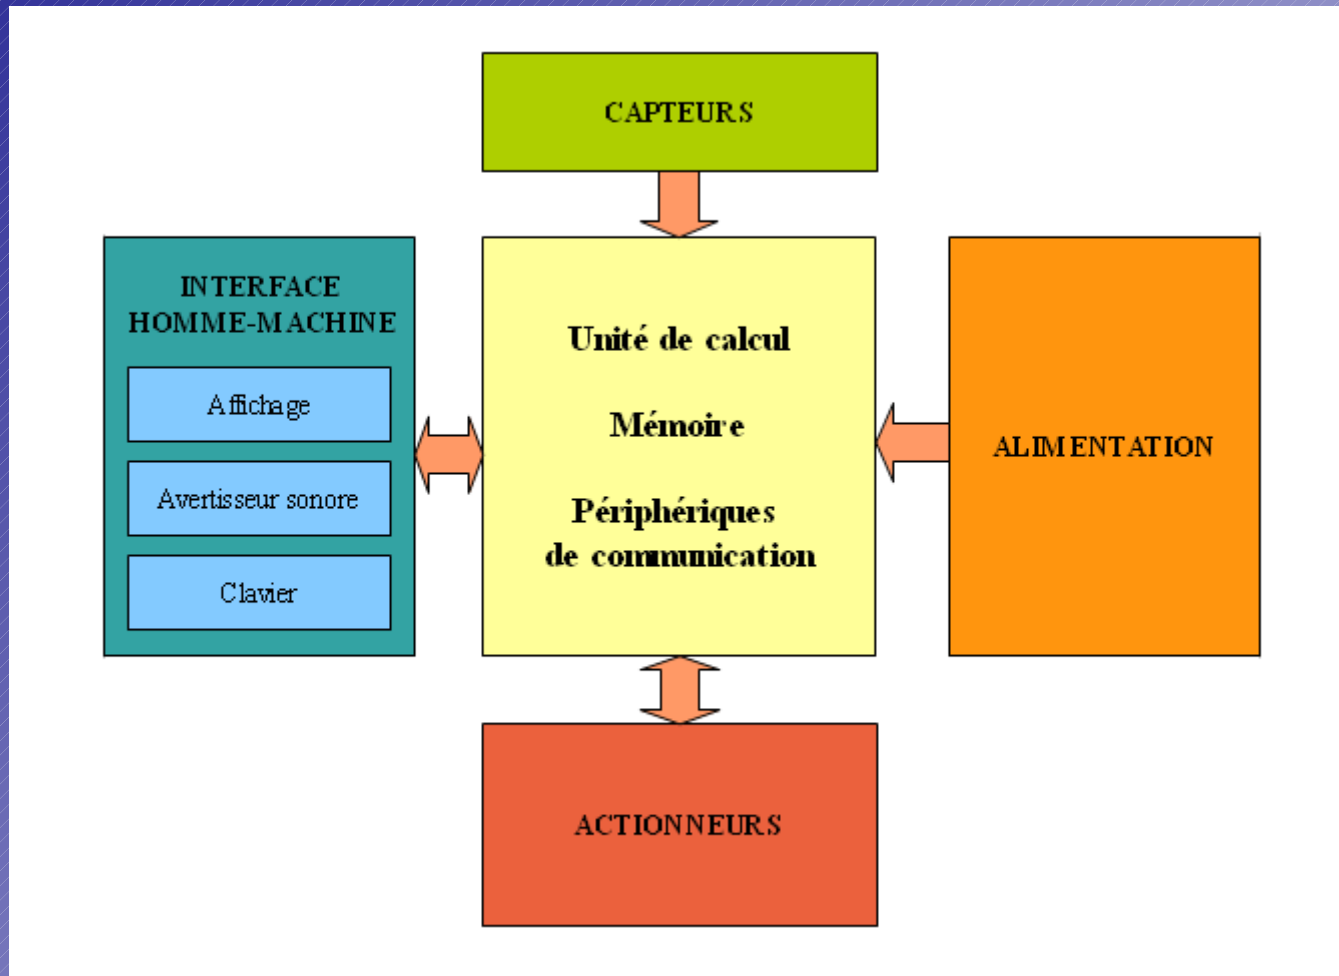 CAPTEURS
INTERFACE
HOMME-MACHINE
Affichage
Avertisseur sonore
Clavier
Unité de calcul
Mémoire
Périphériques
de communication
ALIMENTATION
ACTIONNEURS